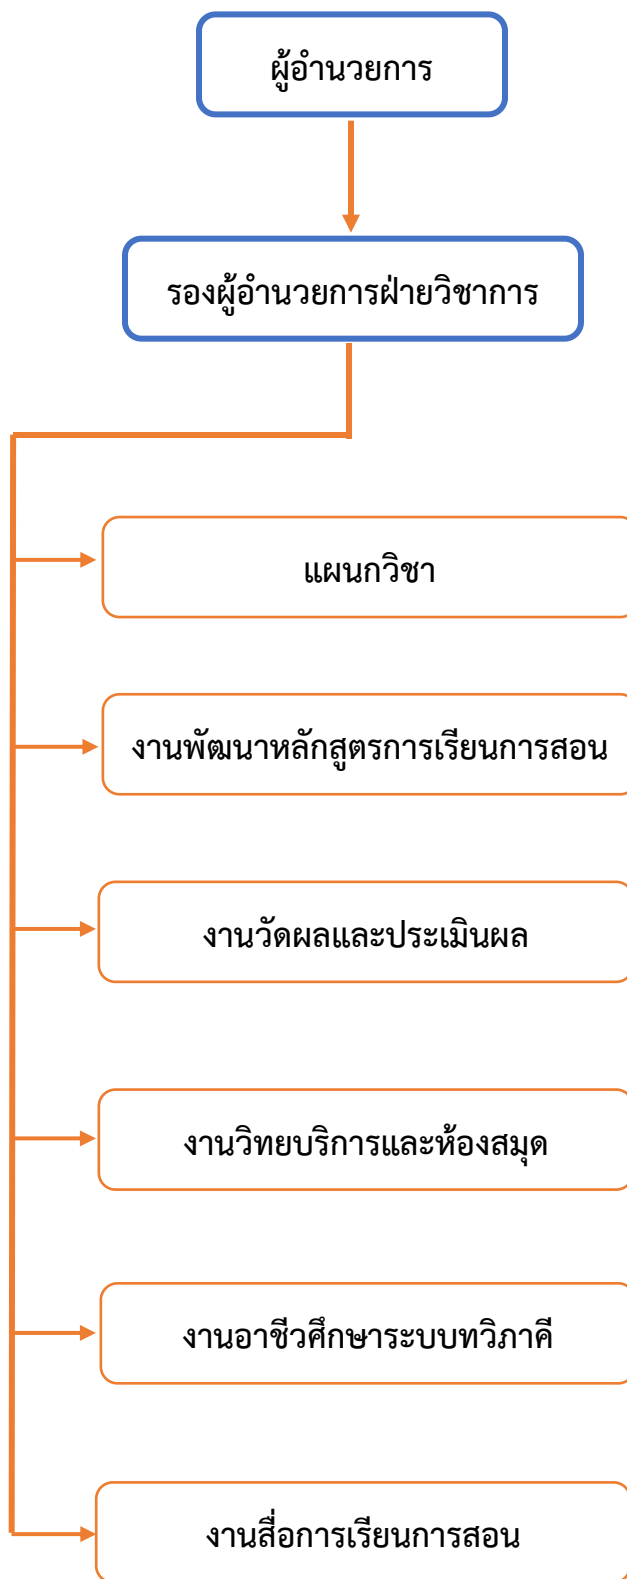 ผู้อำนวยการ
รองผู้อำนวยการฝ่ายวิชาการ
แผนกวิชา
งานพัฒนาหลักสูตรการเรียนการสอน
งานวัดผลและประเมินผล
งานวิทยบริการและห้องสมุด
งานอาชีวศึกษาระบบทวิภาคี
งานสื่อการเรียนการสอน